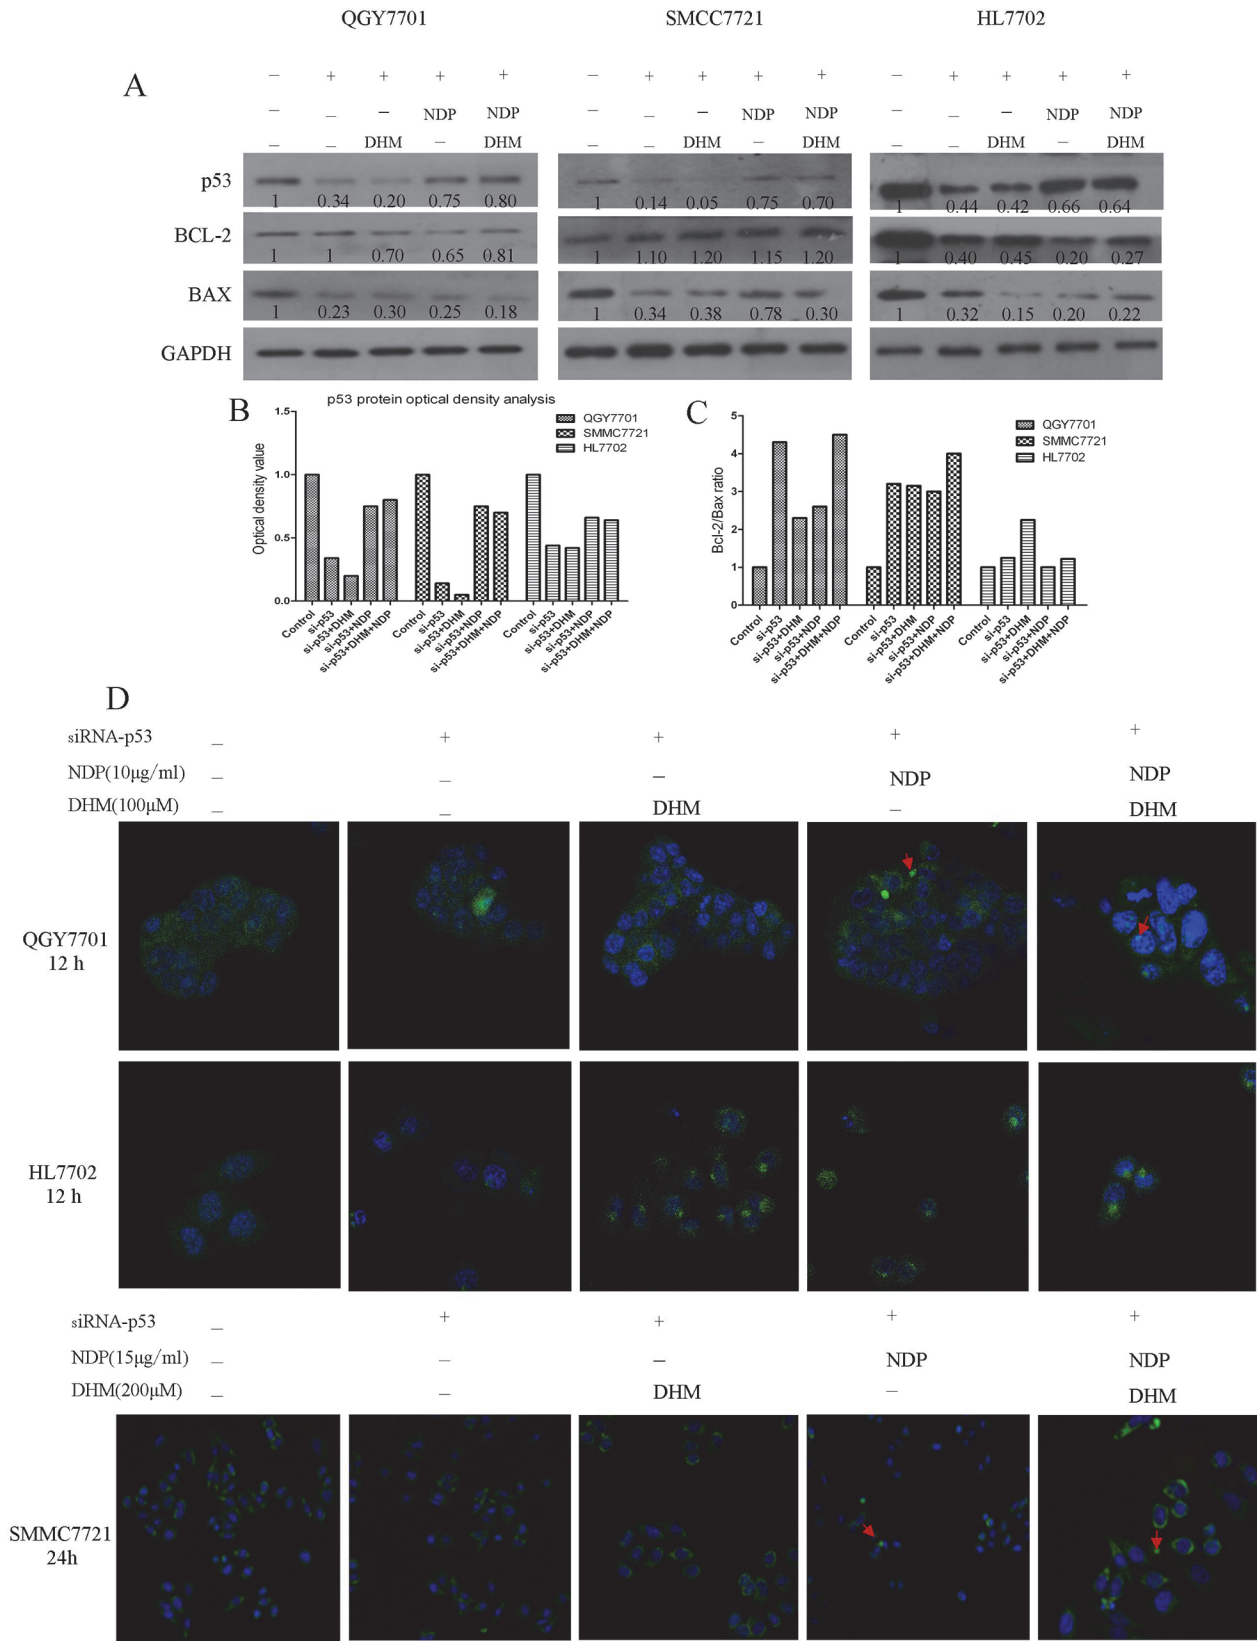 QGY7701 SMCC7721 HL7702
A
− + + + + − + + + + − + + + +
− − − NDP NDP − − − NDP NDP − − − NDP NDP
− − DHM − DHM − − DHM − DHM − − DHM − DHM
p53
1 0.34 0.20 0.75 0.80 1 0.14 0.05 0.75 0.70 1 0.44 0.42 0.66 0.64
BCL-2
1 1 0.70 0.65 0.81 1 1.10 1.20 1.15 1.20 1 0.40 0.45 0.20 0.27
BAX
1 0.23 0.30 0.25 0.18 1 0.34 0.38 0.78 0.30 1 0.32 0.15 0.20 0.22
GAPDH
B
p53 protein optical density analysis
Optical density value
1.5
1.0
0.5
0.0
QGY7701
SMMC7721
HL7702
Control si-p53 si-p53+DHM si-p53+NDP si-p53+DHM+NDP Control si-p53 si-p53+DHM si-p53+NDP si-p53+DHM+NDP Control si-p53 si-p53+DHM si-p53+NDP si-p53+DHM+NDP
C
Bcl-2/Bax ratio
5
4
3
2
1
0
QGY7701
SMMC7721
HL7702
Control si-p53 si-p53+DHM si-p53+NDP si-p53+DHM+NDP Control si-p53 si-p53+DHM si-p53+NDP si-p53+DHM+NDP Control si-p53 si-p53+DHM si-p53+NDP si-p53+DHM+NDP
D
siRNA-p53 − + + + +
NDP(10μg/ml) − − − NDP NDP
DHM(100μM) − − DHM − DHM
QGY7701
12 h
HL7702
12 h
siRNA-p53 − + + + +
NDP(15μg/ml) − − − NDP NDP
DHM(200μM) − − DHM − DHM
SMMC7721
24h